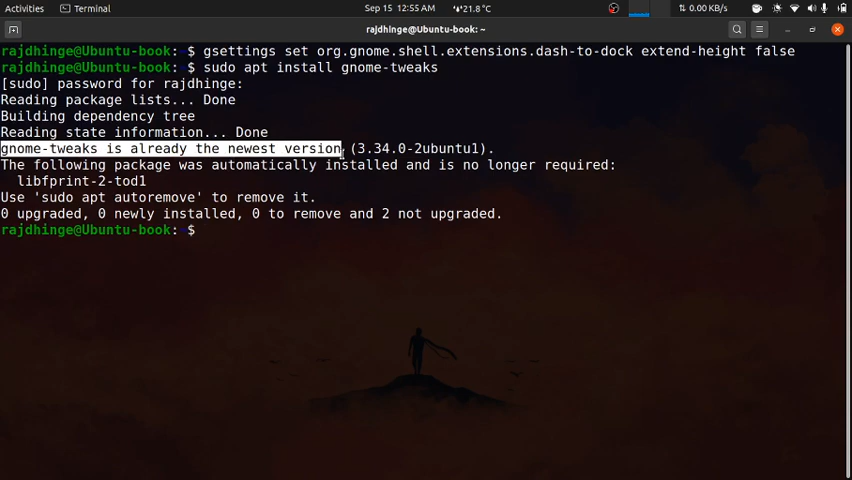 Activities
Terminal
Sep 15 12:55 AM
21.8 °C
0.00 KB/s
rajdhinge@Ubuntu-book: ~
rajdhinge@Ubuntu-book: $ gsettings set org.gnome.shell.extensions.dash-to-dock extend-height false
rajdhinge@Ubuntu-book: $ sudo apt install gnome-tweaks
[sudo] password for rajdhinge:
Reading package lists... Done
Building dependency tree
Reading state information... Done
gnome-tweaks is already the newest version (3.34.0-2ubuntu1).
The following package was automatically installed and is no longer required:
libfprint-2-tod1
Use 'sudo apt autoremove' to remove it.
0 upgraded, 0 newly installed, 0 to remove and 2 not upgraded.
rajdhinge@Ubuntu-book: $